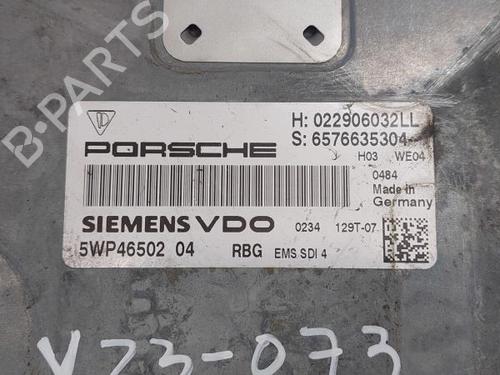 B-PARTS
H: 022906032LL
S: 6576635304
H03 WE04
PORSCHE
0484
Made in
Germany
SIEMENS VDO 0234 129T-07
5WP46502 04 RBG EMS SDI 4
V23-073